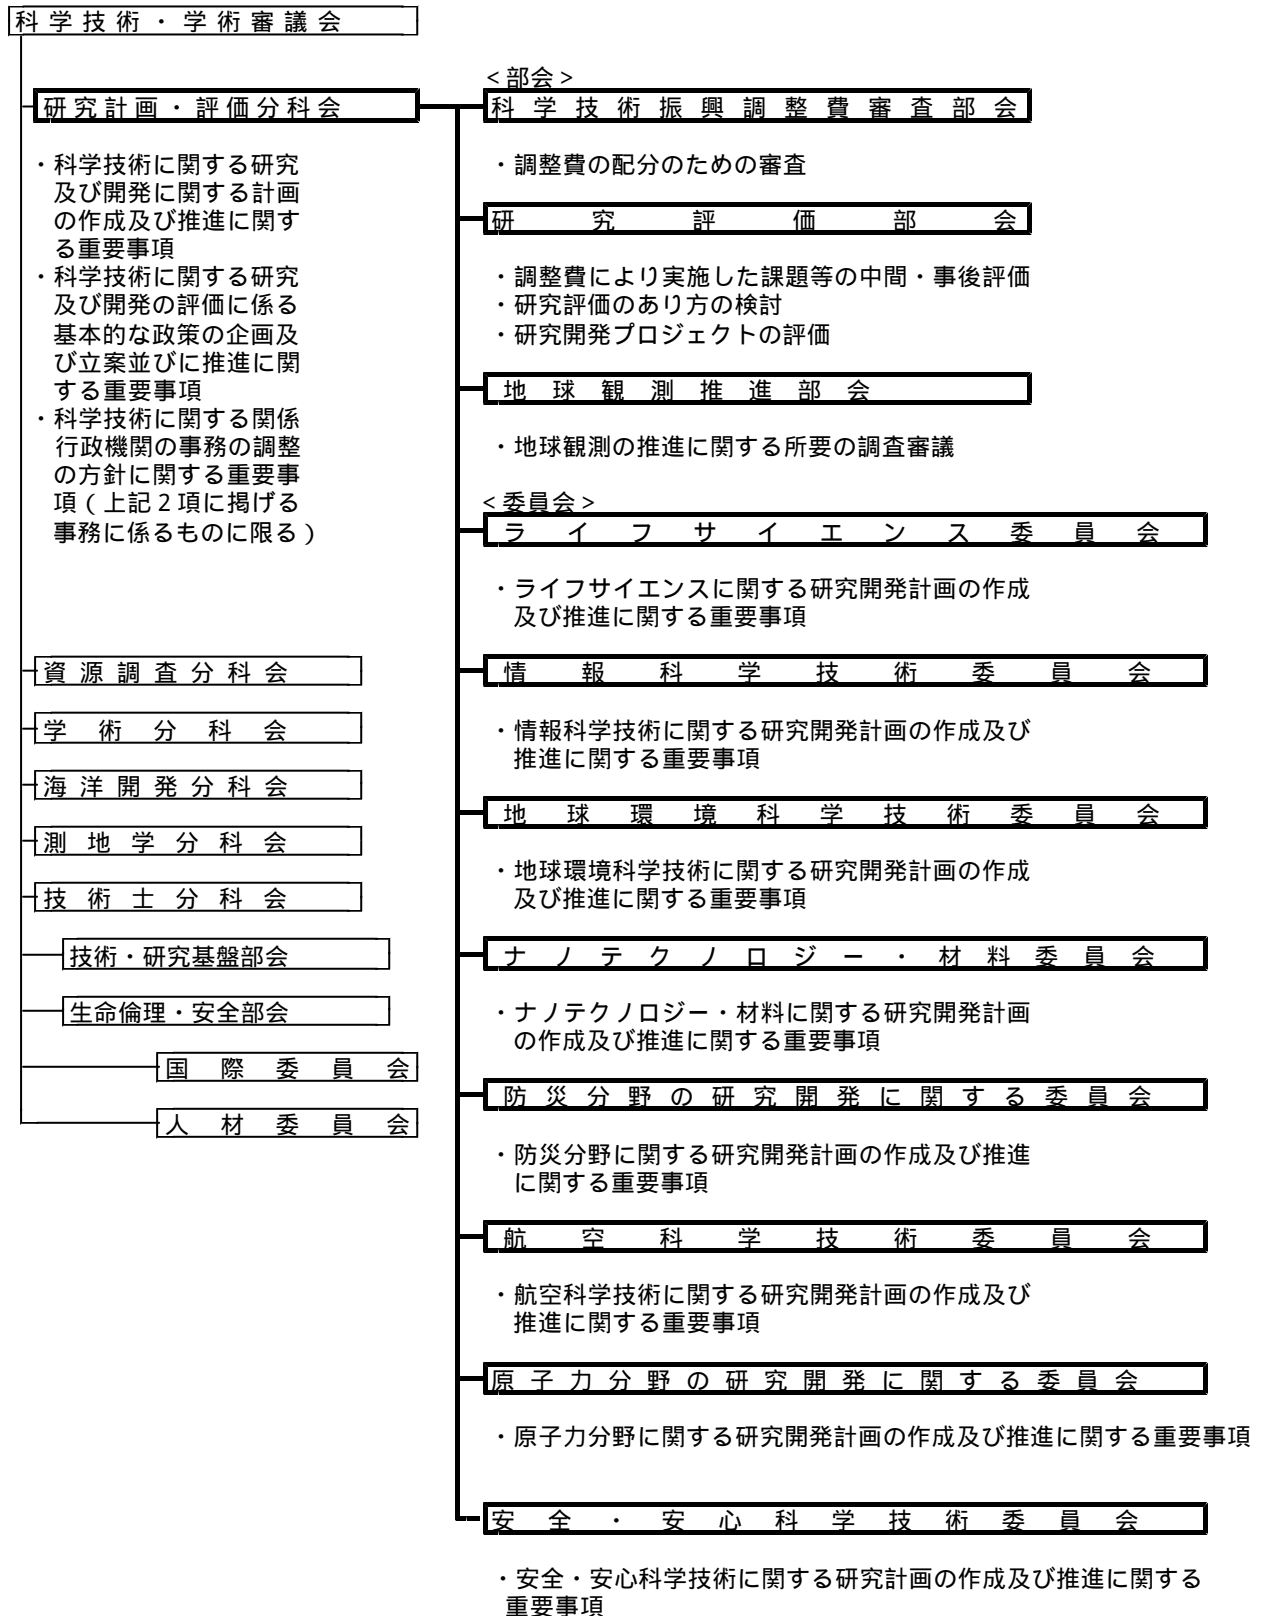 科学技術・学術審議会
研究計画・評価分科会
・科学技術に関する研究
及び開発に関する計画
の作成及び推進に関す
る重要事項
・科学技術に関する研究
及び開発の評価に係る
基本的な政策の企画及
び立案並びに推進に関
する重要事項
・科学技術に関する関係
行政機関の事務の調整
の方針に関する重要事
項(上記2項に掲げる
事務に係るものに限る)
資源調査分科会
学術分科会
海洋開発分科会
測地学分科会
技術士分科会
技術・研究基盤部会
生命倫理・安全部会
国際委員会
人材委員会
<部会>
科学技術振興調整費審査部会
・調整費の配分のための審査
研究評価部会
・調整費により実施した課題等の中間・事後評価
・研究評価のあり方の検討
・研究開発プロジェクトの評価
地球観測推進部会
・地球観測の推進に関する所要の調査審議
<委員会>
ライフサイエンス委員会
・ライフサイエンスに関する研究開発計画の作成
及び推進に関する重要事項
情報科学技術委員会
・情報科学技術に関する研究開発計画の作成及び
推進に関する重要事項
地球環境科学技術委員会
・地球環境科学技術に関する研究開発計画の作成
及び推進に関する重要事項
ナノテクノロジー・材料委員会
・ナノテクノロジー・材料に関する研究開発計画
の作成及び推進に関する重要事項
防災分野の研究開発に関する委員会
・防災分野に関する研究開発計画の作成及び推進
に関する重要事項
航空科学技術委員会
・航空科学技術に関する研究開発計画の作成及び
推進に関する重要事項
原子力分野の研究開発に関する委員会
・原子力分野に関する研究開発計画の作成及び推進に関する重要事項
安全・安心科学技術委員会
・安全・安心科学技術に関する研究計画の作成及び推進に関する
重要事項